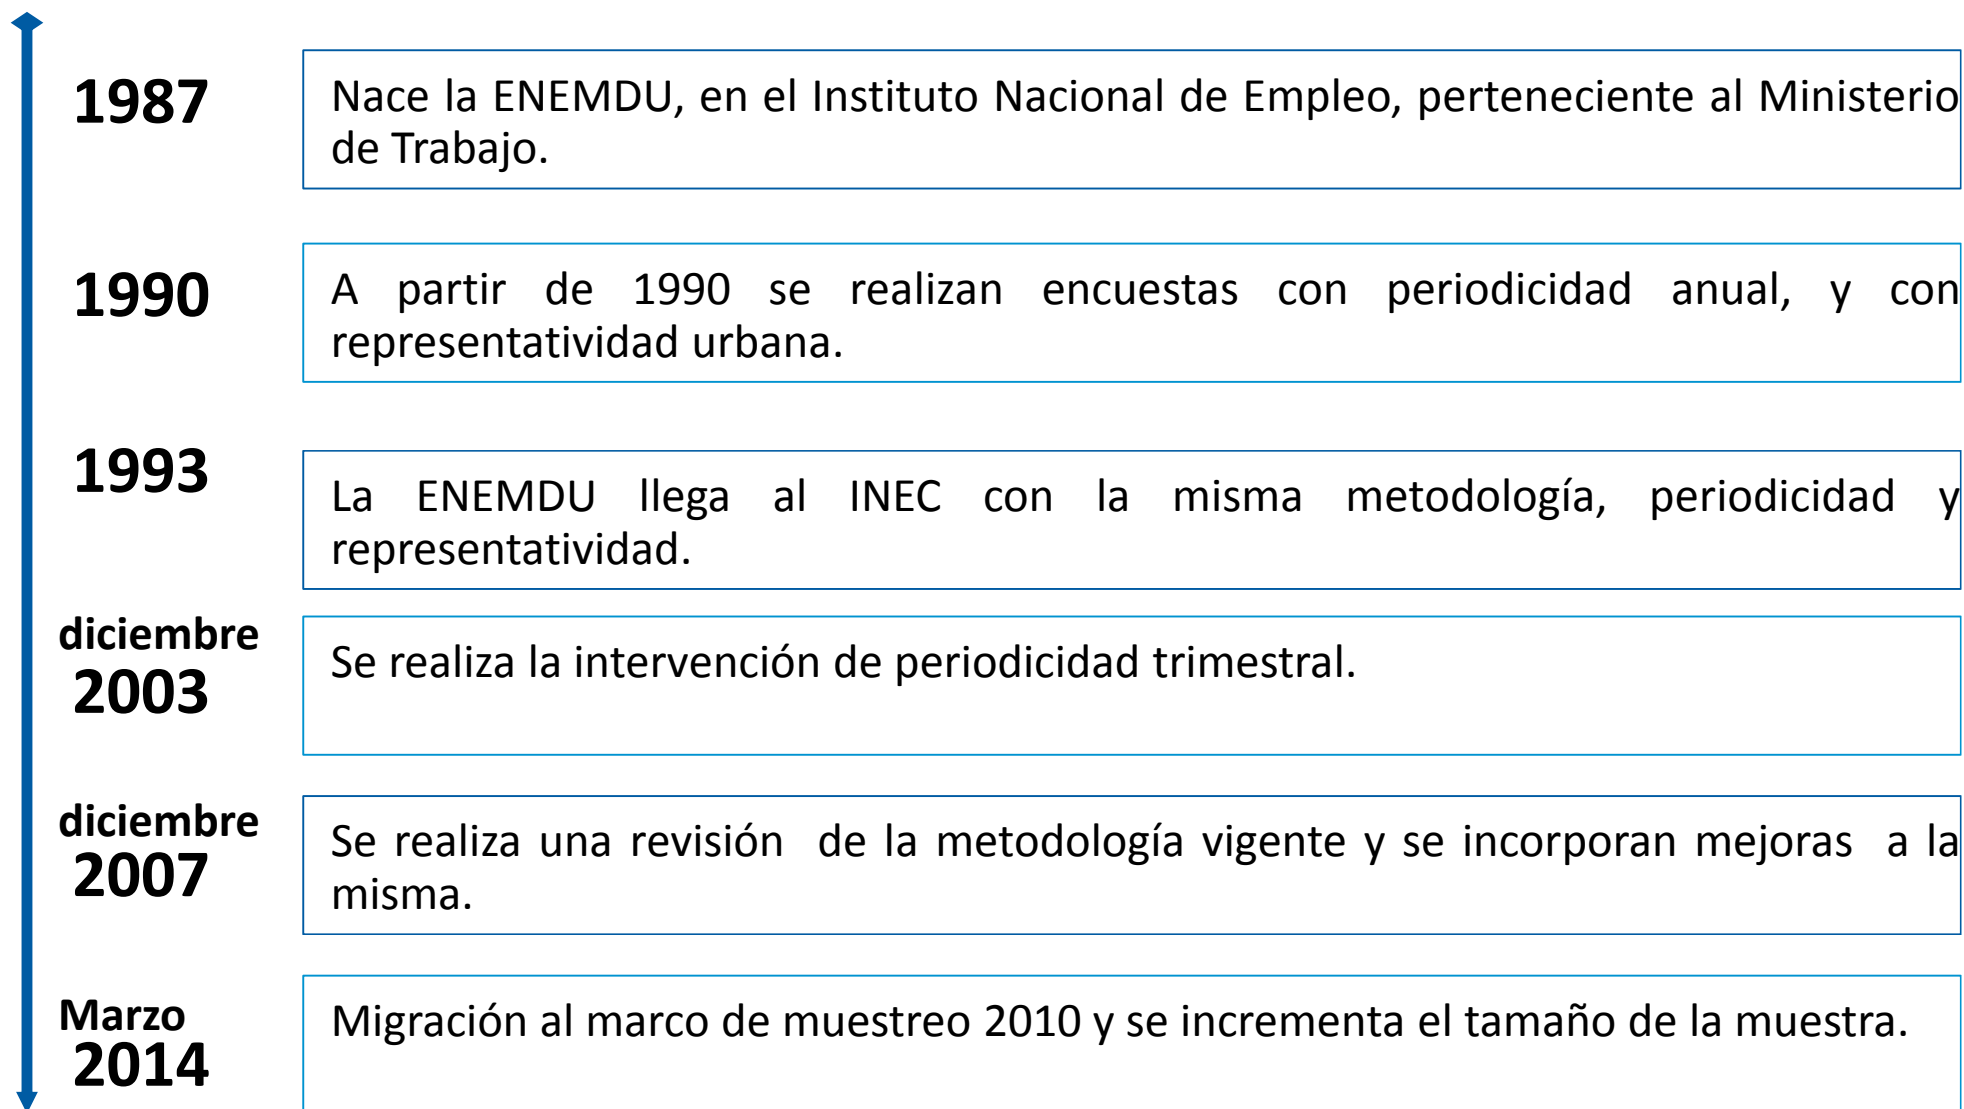 1987
Nace la ENEMDU, en el Instituto Nacional de Empleo, perteneciente al Ministerio
de Trabajo.
1990
A partir de 1990 se realizan encuestas con periodicidad anual, y con
representatividad urbana.
1993
La ENEMDU llega al INEC con la misma metodología, periodicidad y
representatividad.
diciembre
2003
Se realiza la intervención de periodicidad trimestral.
diciembre
2007
Se realiza una revisión de la metodología vigente y se incorporan mejoras a la
misma.
Marzo
2014
Migración al marco de muestreo 2010 y se incrementa el tamaño de la muestra.